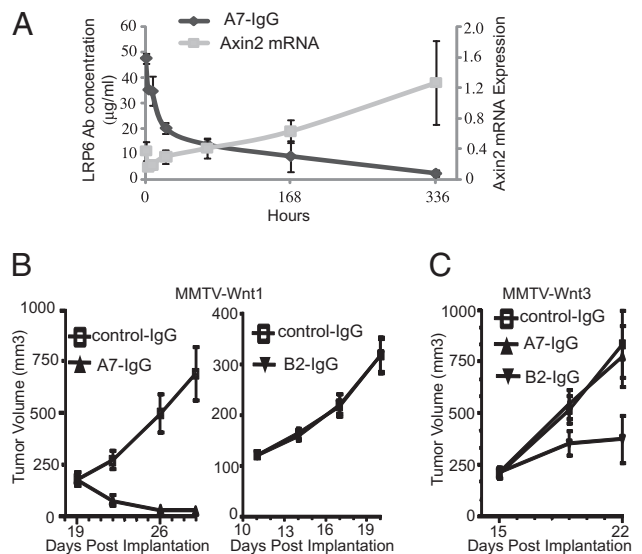 A
A7-IgG
Axin2 mRNA
LRP6 Ab concentration
(µg/ml)
60
50
40
30
20
10
0
2.0
1.6
1.2
0.8
0.4
0
Axin2 mRNA Expression
0
168
336
Hours
B
MMTV-Wnt1
Tumor Volume (mm3)
1000
750
500
250
0
control-IgG
A7-IgG
19
26
Days Post Implantation
400
300
200
100
0
control-IgG
B2-IgG
10
13
16
19
Days Post Implantation
C
MMTV-Wnt3
Tumor Volume (mm3)
1000
750
500
250
0
control-IgG
A7-IgG
B2-IgG
15
22
Days Post Implantation